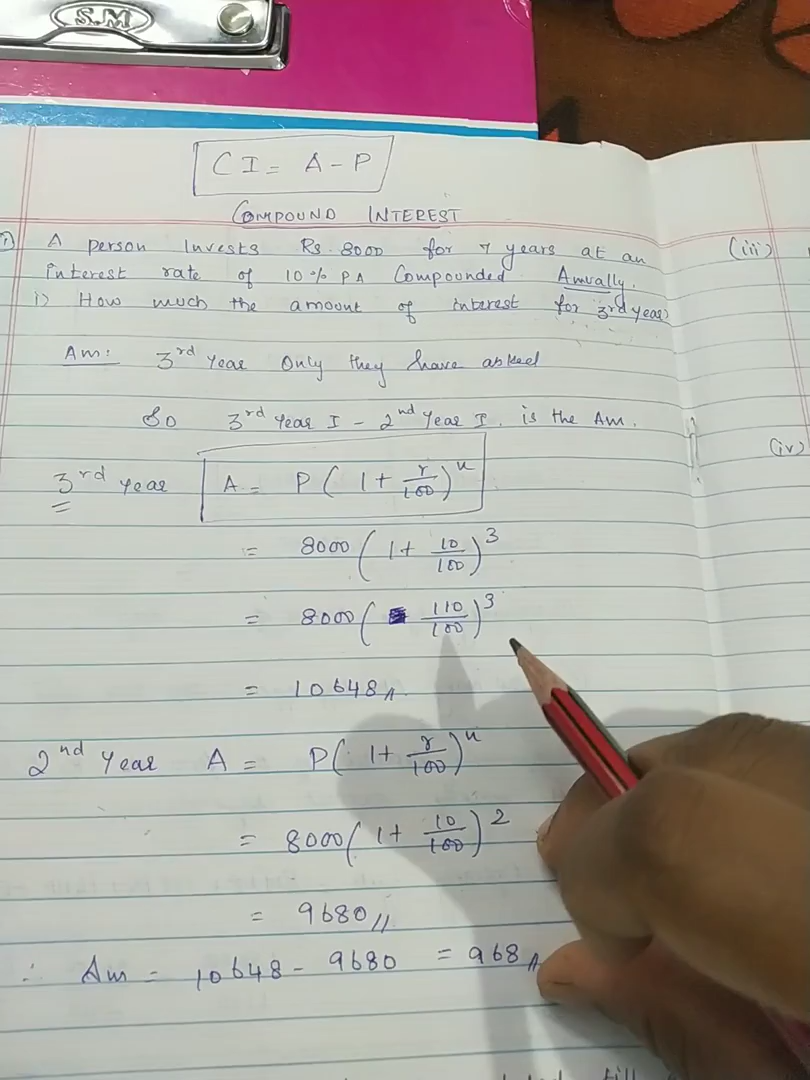 S.M
CI = A - P
COMPOUND INTEREST
A person Invests Rs. 8000 for 7 years at an (iii)
interest rate of 10% PA Compounded Annually.
i) How much the amount of interest for 3rd year
Am: 3rd Year Only they have asked
So 3rd Year I - 2nd Year I. is the Am.
(iv)
3rd Year A = P(1 + r/100)^n
= 8000(1 + 10/100)^3
= 8000(110/100)^3
= 10648
2nd Year A = P(1 + r/100)^n
= 8000(1 + 10/100)^2
= 9680//
∴ Am = 10648 - 9680 = 968